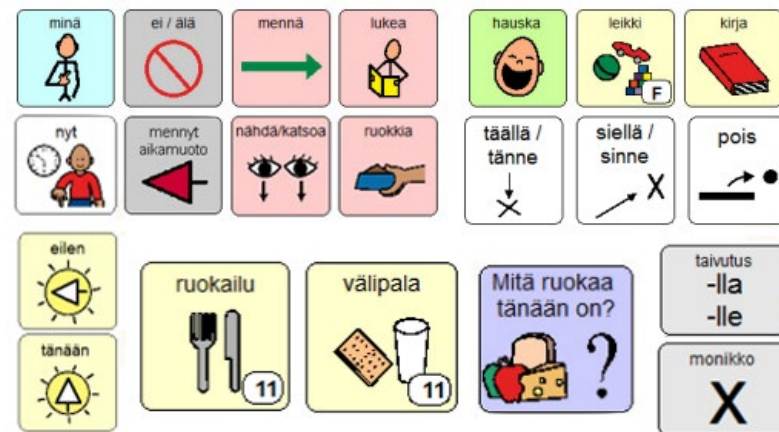 minä
ei / älä
mennä
lukea
hauska
leikki
F
kirja
nyt
mennyt
aikamuoto
nähdä/katsoa
ruokkia
täällä /
tänne
siellä /
sinne
X
pois
eilen
tänään
ruokailu
11
välipala
11
Mitä ruokaa
tänään on?
?
taivutus
-lla
-lle
monikko
X